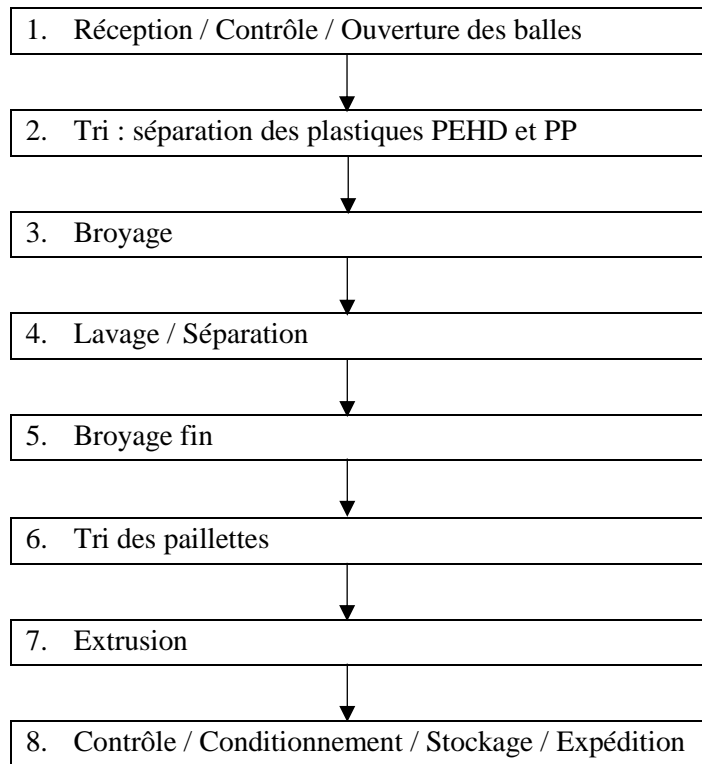 1. Réception / Contrôle / Ouverture des balles
2. Tri : séparation des plastiques PEHD et PP
3. Broyage
4. Lavage / Séparation
5. Broyage fin
6. Tri des paillettes
7. Extrusion
8. Contrôle / Conditionnement / Stockage / Expédition